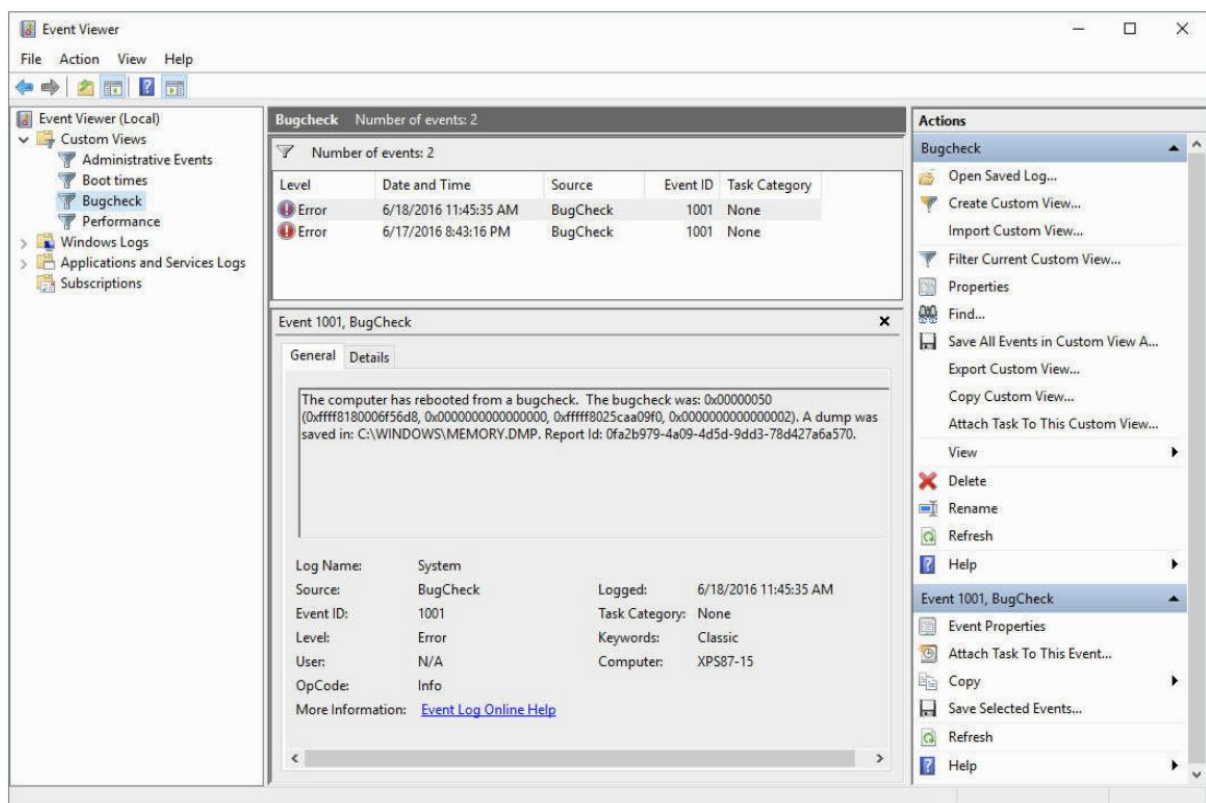 Event Viewer
File Action View Help
Event Viewer (Local)
Custom Views
Administrative Events
Boot times
Bugcheck
Performance
Windows Logs
Applications and Services Logs
Subscriptions
Bugcheck Number of events: 2
Number of events: 2
Level Date and Time Source Event ID Task Category
Error 6/18/2016 11:45:35 AM BugCheck 1001 None
Error 6/17/2016 8:43:16 PM BugCheck 1001 None
Event 1001, BugCheck
General Details
The computer has rebooted from a bugcheck. The bugcheck was: 0x00000050
(0xffff8180006f56d8, 0x0000000000000000, 0xfffff8025caa09f0, 0x0000000000000002). A dump was
saved in: C:\WINDOWS\MEMORY.DMP. Report Id: 0fa2b979-4a09-4d5d-9dd3-78d427a6a570.
Log Name: System
Source: BugCheck Logged: 6/18/2016 11:45:35 AM
Event ID: 1001 Task Category: None
Level: Error Keywords: Classic
User: N/A Computer: XPS87-15
OpCode: Info
More Information: Event Log Online Help
Actions
Bugcheck
Open Saved Log...
Create Custom View...
Import Custom View...
Filter Current Custom View...
Properties
Find...
Save All Events in Custom View A...
Export Custom View...
Copy Custom View...
Attach Task To This Custom View...
View
Delete
Rename
Refresh
Help
Event 1001, BugCheck
Event Properties
Attach Task To This Event...
Copy
Save Selected Events...
Refresh
Help